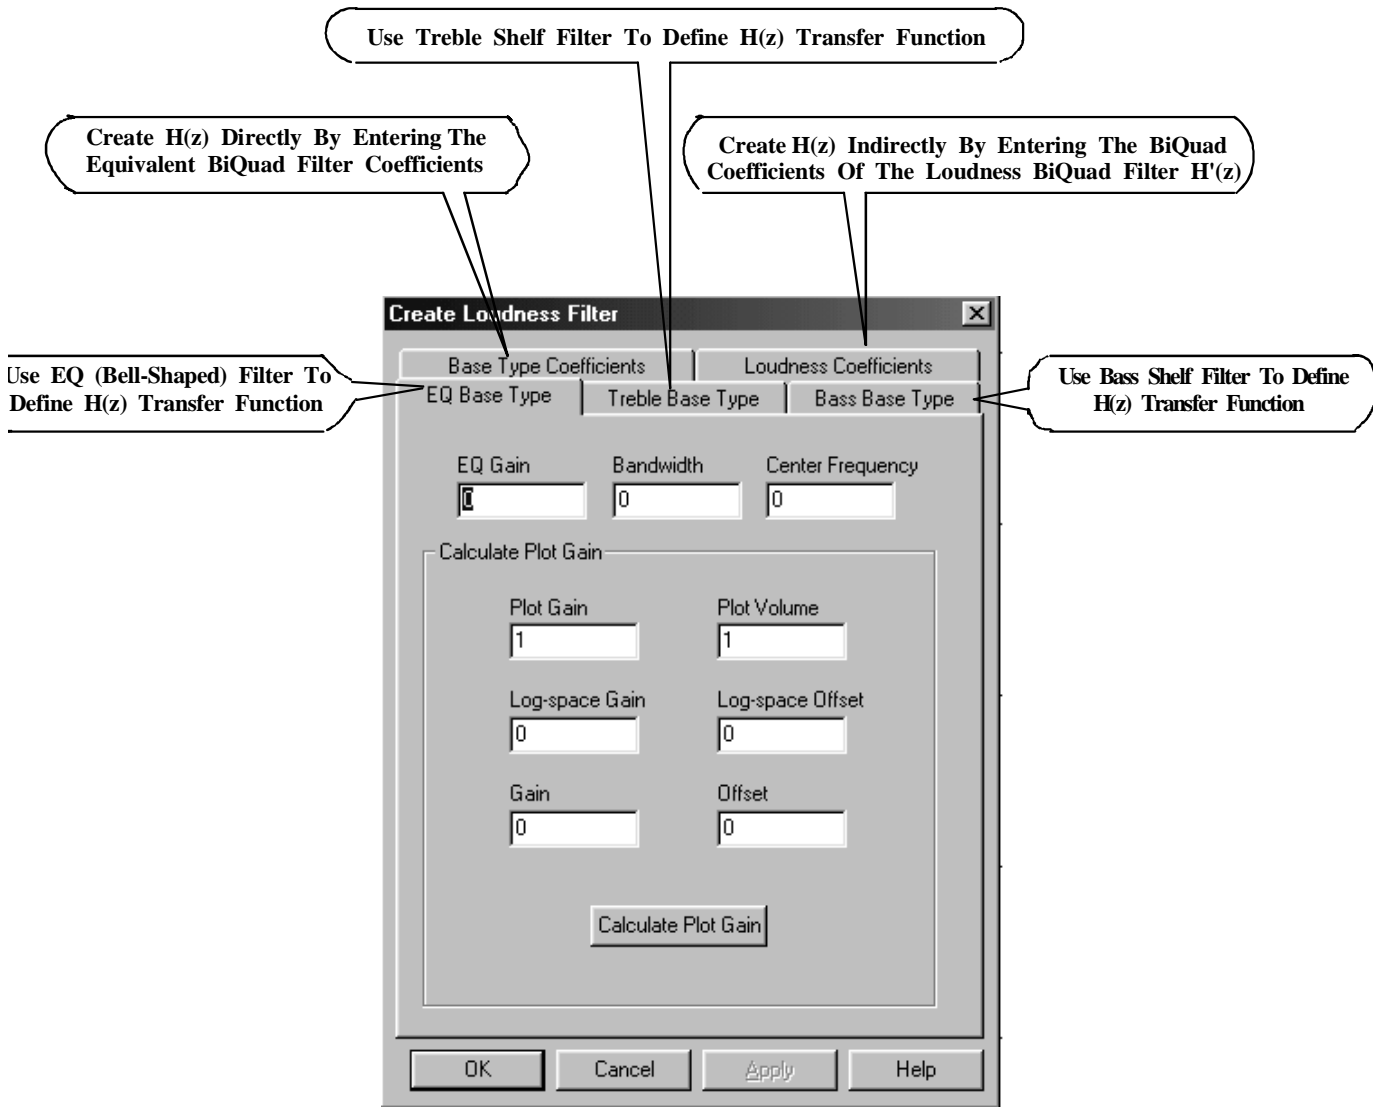 Use Treble Shelf Filter To Define H(z) Transfer Function
Create H(z) Directly By Entering The
Equivalent BiQuad Filter Coefficients
Create H(z) Indirectly By Entering The BiQuad
Coefficients Of The Loudness BiQuad Filter H'(z)
Create Loudness Filter
Base Type Coefficients
Loudness Coefficients
Use EQ (Bell-Shaped) Filter To
Define H(z) Transfer Function
EQ Base Type
Treble Base Type
Bass Base Type
Use Bass Shelf Filter To Define
H(z) Transfer Function
EQ Gain
Bandwidth
Center Frequency
0
0
0
Calculate Plot Gain
Plot Gain
Plot Volume
1
1
Log-space Gain
Log-space Offset
0
0
Gain
Offset
0
0
Calculate Plot Gain
OK
Cancel
Apply
Help